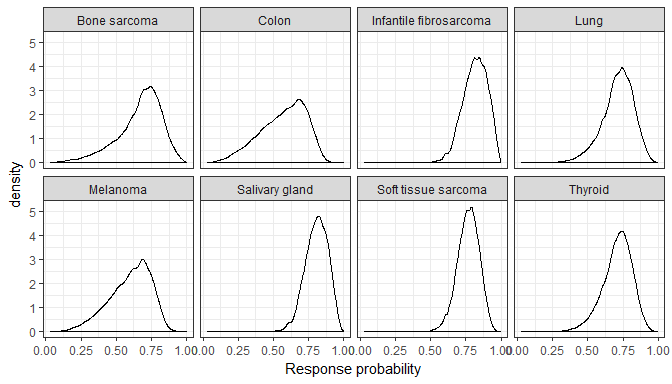 Bone sarcoma Colon Infantile fibrosarcoma Lung
5
4
3
2
1
0
density
Melanoma Salivary gland Soft tissue sarcoma Thyroid
5
4
3
2
1
0
0.00 0.25 0.50 0.75 1.00 0.00 0.25 0.50 0.75 1.00 0.00 0.25 0.50 0.75 1.00 0.00 0.25 0.50 0.75 1.00
Response probability